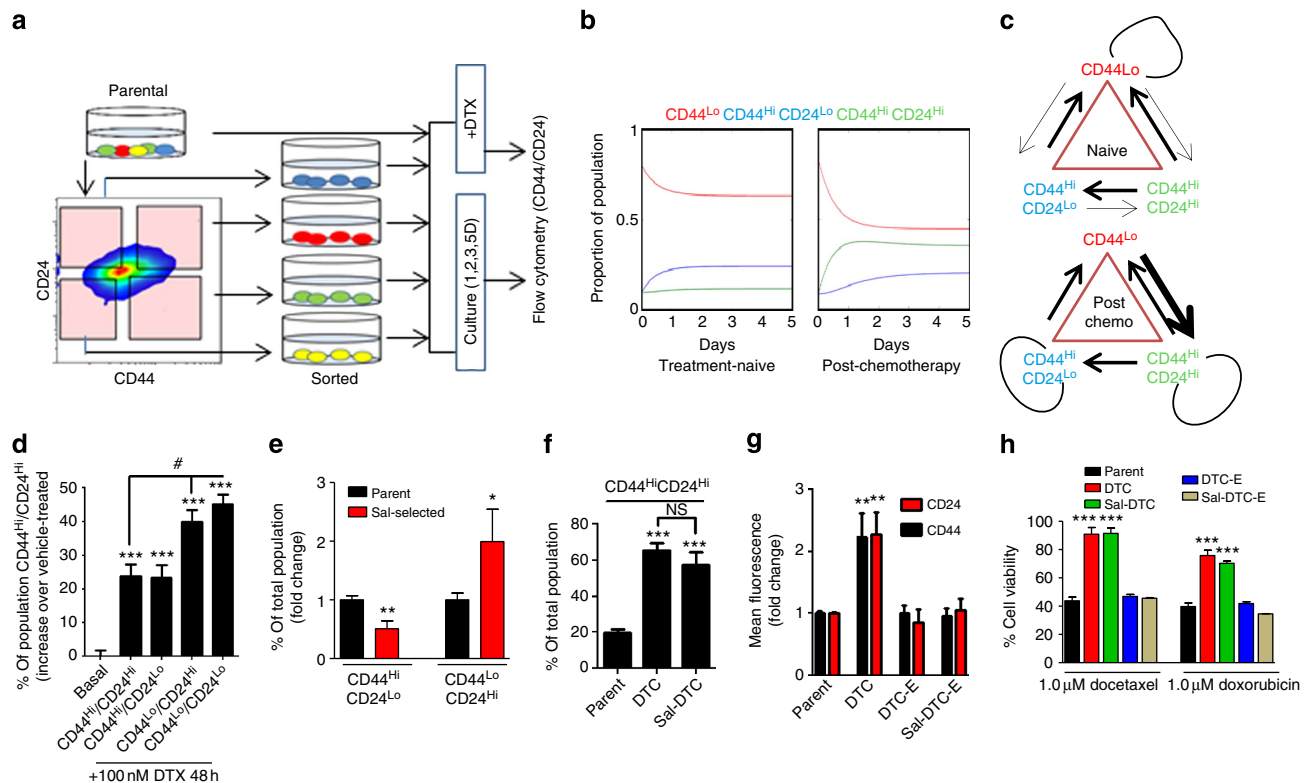 a
Parental
CD24
CD44
Sorted
+DTX
Culture (1,2,3,5D)
Flow cytometry (CD44/CD24)
b
CD44Lo CD44Hi CD24Lo CD44Hi CD24Hi
Proportion of population
1
0.5
0
0 1 2 3 4 5
0 1 2 3 4 5
Days
Days
Treatment-naive
Post-chemotherapy
c
CD44Lo
Naive
CD44Hi
CD24Lo
CD44Hi
CD24Hi
CD44Lo
Post
chemo
CD44Hi
CD24Lo
CD44Hi
CD24Hi
d
% Of population CD44Hi/CD24Hi
(increase over vehicle-treated)
50
40
30
20
10
0
#
***
***
***
***
Basal
CD44Hi/CD24Hi
CD44Hi/CD24Lo
CD44Lo/CD24Hi
CD44Lo/CD24Lo
+100 nM DTX 48 h
e
% Of total population
(fold change)
3
2
1
0
Parent
Sal-selected
**
*
CD44Hi
CD24Lo
CD44Lo
CD24Hi
f
CD44HiCD24Hi
NS
***
***
% Of total population
80
60
40
20
0
Parent
DTC
Sal-DTC
g
Mean fluorescence
(fold change)
3
2
1
0
** **
CD24
CD44
Parent
DTC
DTC-E
Sal-DTC-E
h
Parent
DTC
Sal-DTC
DTC-E
Sal-DTC-E
% Cell viability
100
80
60
40
20
*** ***
***
***
1.0 μM docetaxel
1.0 μM doxorubicin